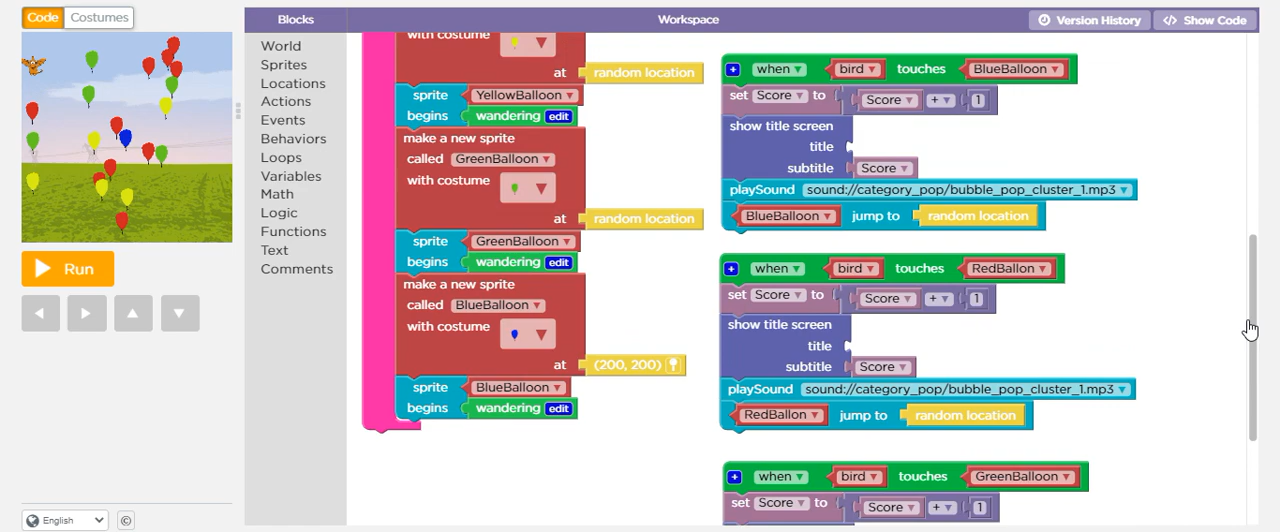 Code Costumes
Blocks
Workspace
Version History
Show Code
Run
World
Sprites
Locations
Actions
Events
Behaviors
Loops
Variables
Math
Logic
Functions
Text
Comments
English
with costume
at random location
sprite YellowBalloon
begins wandering edit
make a new sprite
called GreenBalloon
with costume
at random location
sprite GreenBalloon
begins wandering edit
make a new sprite
called BlueBalloon
with costume
at (200, 200)
sprite BlueBalloon
begins wandering edit
+ when bird touches BlueBalloon
set Score to Score + 1
show title screen
title
subtitle Score
playSound sound://category_pop/bubble_pop_cluster_1.mp3
BlueBalloon jump to random location
+ when bird touches RedBallon
set Score to Score + 1
show title screen
title
subtitle Score
playSound sound://category_pop/bubble_pop_cluster_1.mp3
RedBallon jump to random location
+ when bird touches GreenBalloon
set Score to Score + 1